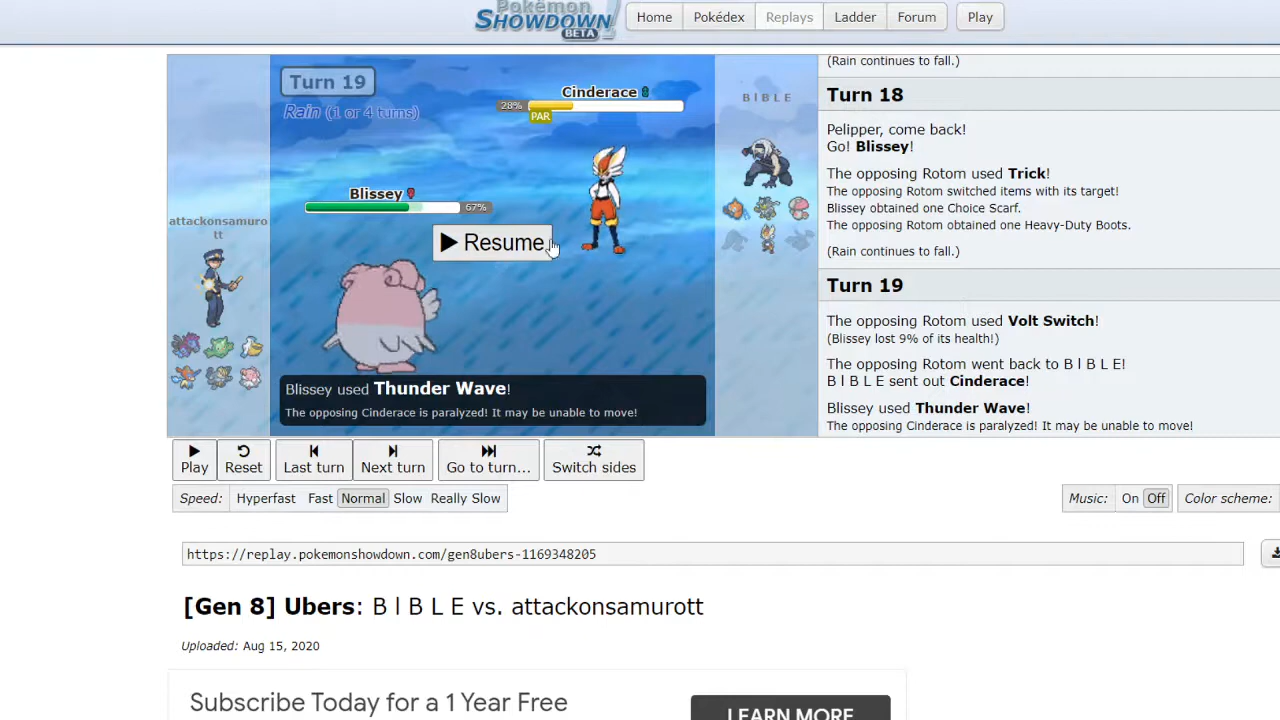 Pokémon
SHOWDOWN!
BETA
Home
Pokédex
Replays
Ladder
Forum
Play
Turn 19
Rain (1 or 4 turns)
Cinderace
28%
PAR
Blissey
67%
Resume
attackonsamuro
tt
B l B L E
Blissey used Thunder Wave!
The opposing Cinderace is paralyzed! It may be unable to move!
(Rain continues to fall.)
Turn 18
Pelipper, come back!
Go! Blissey!
The opposing Rotom used Trick!
The opposing Rotom switched items with its target!
Blissey obtained one Choice Scarf.
The opposing Rotom obtained one Heavy-Duty Boots.
(Rain continues to fall.)
Turn 19
The opposing Rotom used Volt Switch!
(Blissey lost 9% of its health!)
The opposing Rotom went back to B l B L E!
B l B L E sent out Cinderace!
Blissey used Thunder Wave!
The opposing Cinderace is paralyzed! It may be unable to move!
Play
Reset
Last turn
Next turn
Go to turn...
Switch sides
Speed: Hyperfast Fast Normal Slow Really Slow
Music: On Off
Color scheme:
https://replay.pokemonshowdown.com/gen8ubers-1169348205
[Gen 8] Ubers: B l B L E vs. attackonsamurott
Uploaded: Aug 15, 2020
Subscribe Today for a 1 Year Free
LEARN MORE